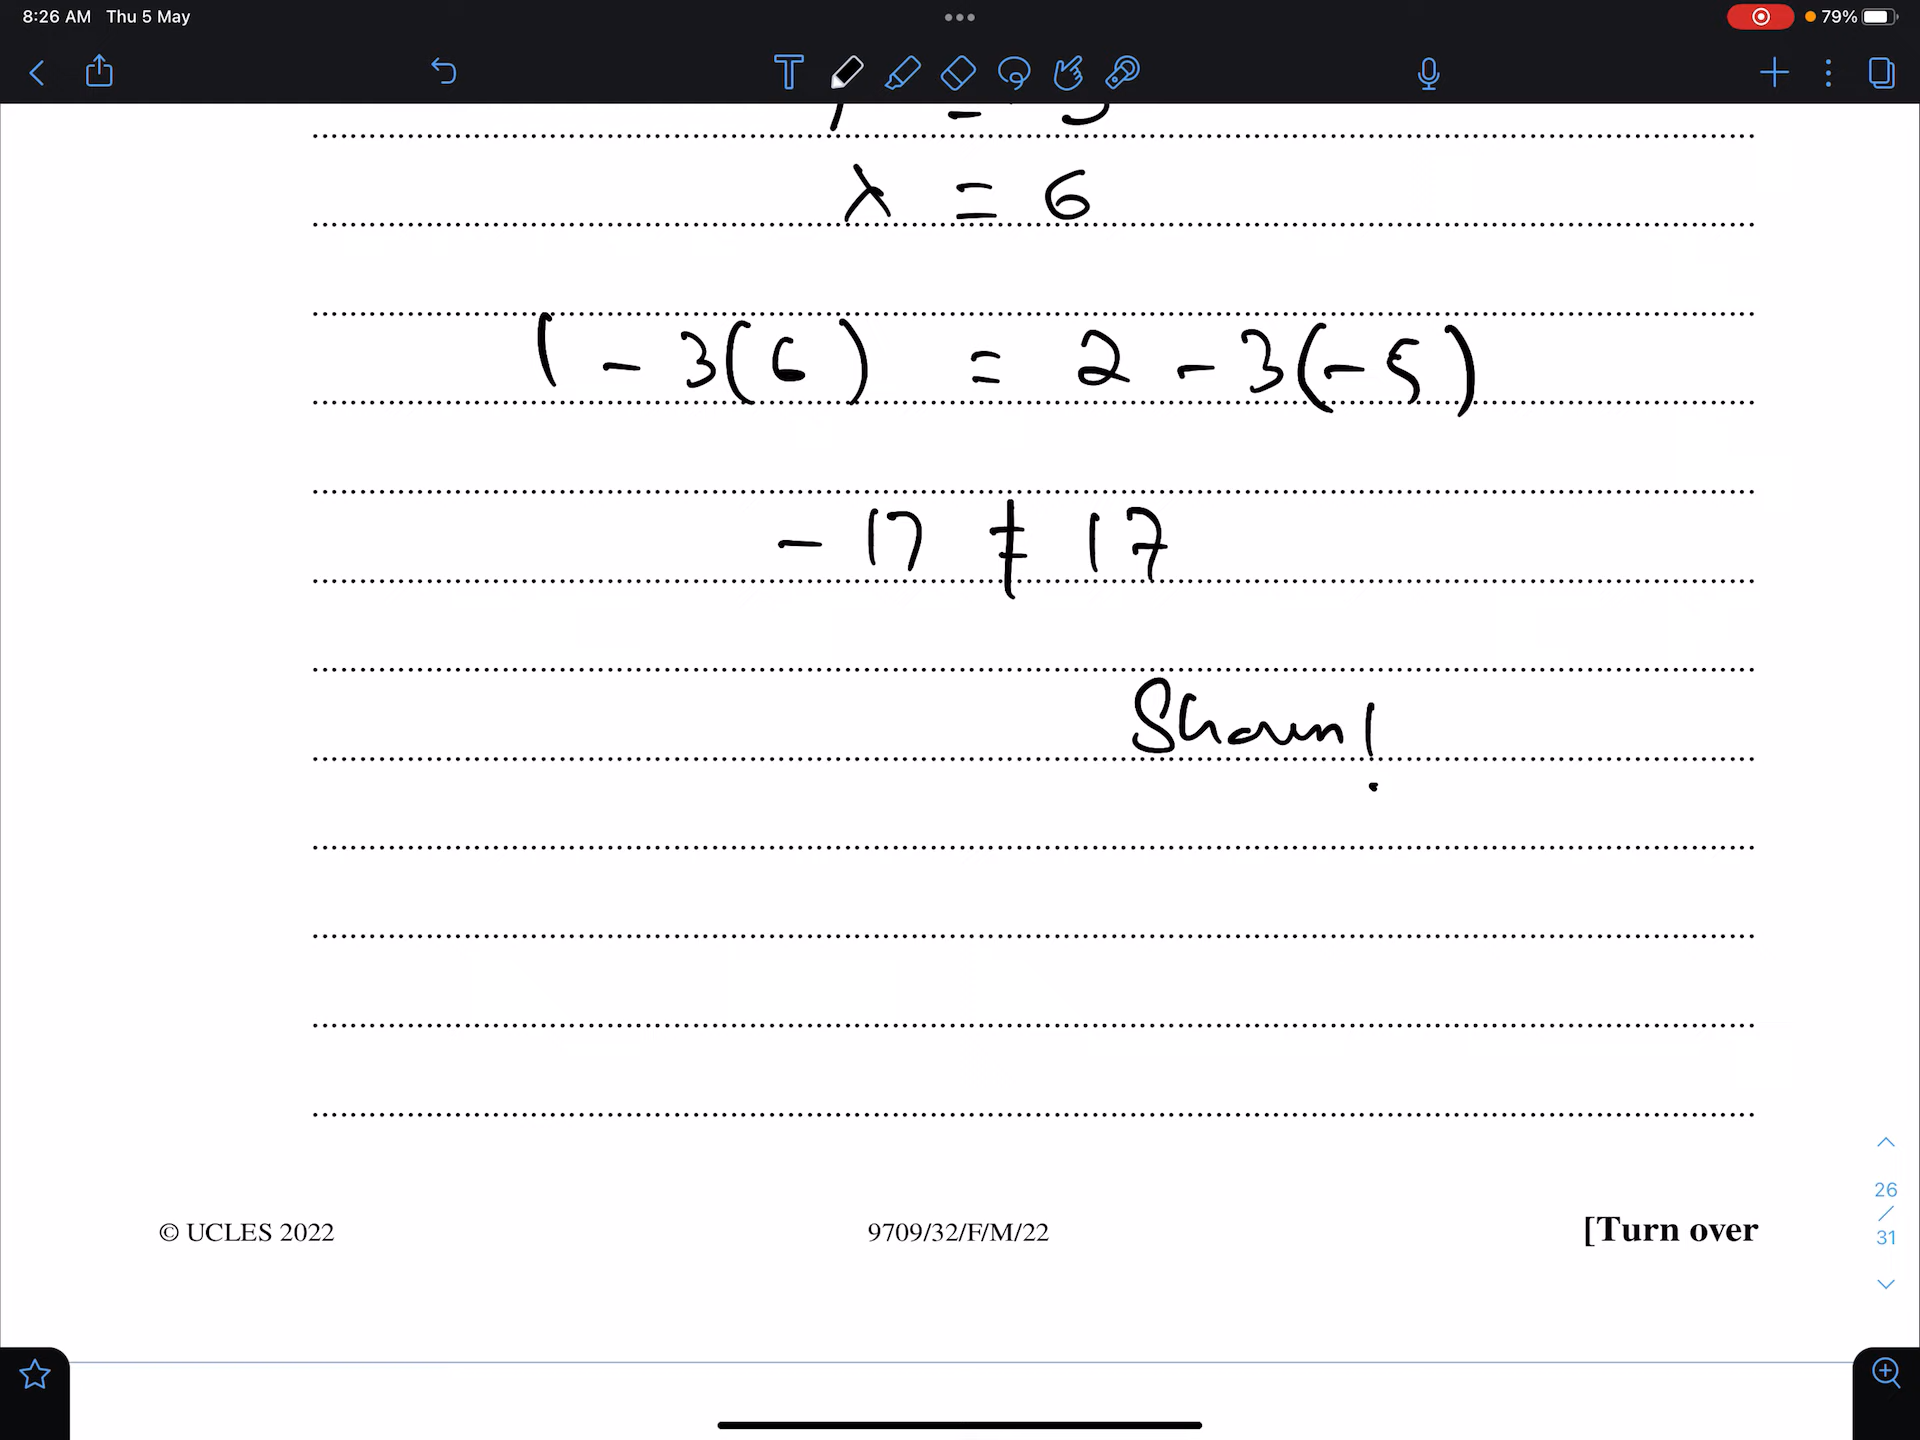 8:26 AM Thu 5 May
79%
λ = 6
1 - 3(6) = 2 - 3(-5)
- 17 ≠ 17
Shown!
26
/
31
© UCLES 2022
9709/32/F/M/22
[Turn over